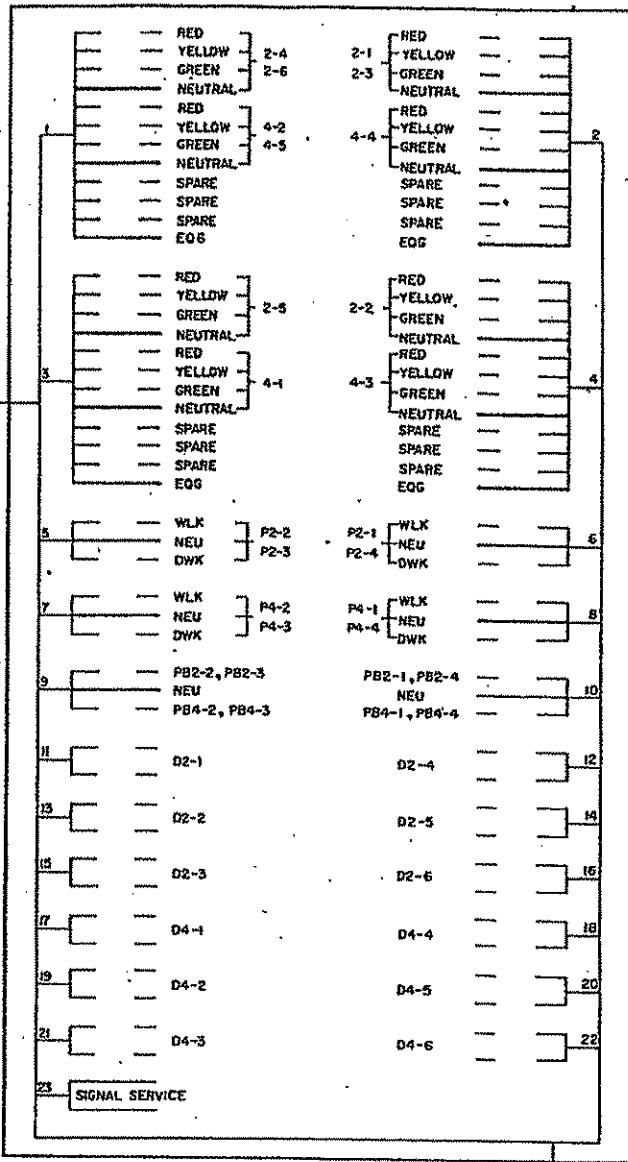 1
RED
YELLOW
GREEN
NEUTRAL
2-4
2-6
RED
YELLOW
GREEN
NEUTRAL
4-2
4-5
SPARE
SPARE
SPARE
EQG
2
RED
YELLOW
GREEN
NEUTRAL
2-1
2-3
RED
YELLOW
GREEN
NEUTRAL
4-4
SPARE
SPARE
SPARE
EQG
3
RED
YELLOW
GREEN
NEUTRAL
2-5
RED
YELLOW
GREEN
NEUTRAL
4-1
SPARE
SPARE
SPARE
EQG
4
RED
YELLOW
GREEN
NEUTRAL
2-2
RED
YELLOW
GREEN
NEUTRAL
4-3
SPARE
SPARE
SPARE
EQG
5
WLK
NEU
DWK
P2-2
P2-3
6
WLK
NEU
DWK
P2-1
P2-4
7
WLK
NEU
DWK
P4-2
P4-3
8
WLK
NEU
DWK
P4-1
P4-4
9
PB2-2, PB2-3
NEU
PB4-2, PB4-3
10
PB2-1, PB2-4
NEU
PB4-1, PB4-4
11
D2-1
12
D2-4
13
D2-2
14
D2-5
15
D2-3
16
D2-6
17
D4-1
18
D4-4
19
D4-2
20
D4-5
21
D4-3
22
D4-6
23
SIGNAL SERVICE